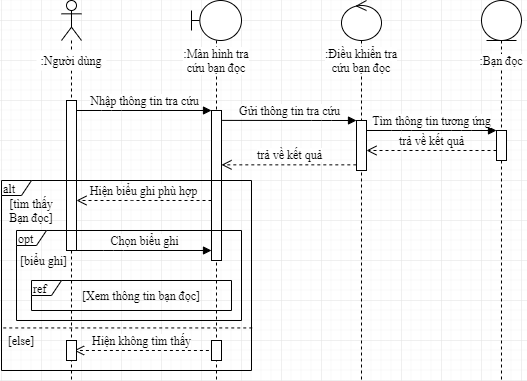 :Người dùng
:Màn hình tra
cứu bạn đọc
:Điều khiển tra
cứu bạn đọc
:Bạn đọc
Nhập thông tin tra cứu
Gửi thông tin tra cứu
Tìm thông tin tương ứng
trả về kết quả
trả về kết quả
alt
Hiện biểu ghi phù hợp
[tìm thấy
Bạn đọc]
opt
Chọn biểu ghi
[biểu ghi]
ref
[Xem thông tin bạn đọc]
[else]
Hiện không tìm thấy